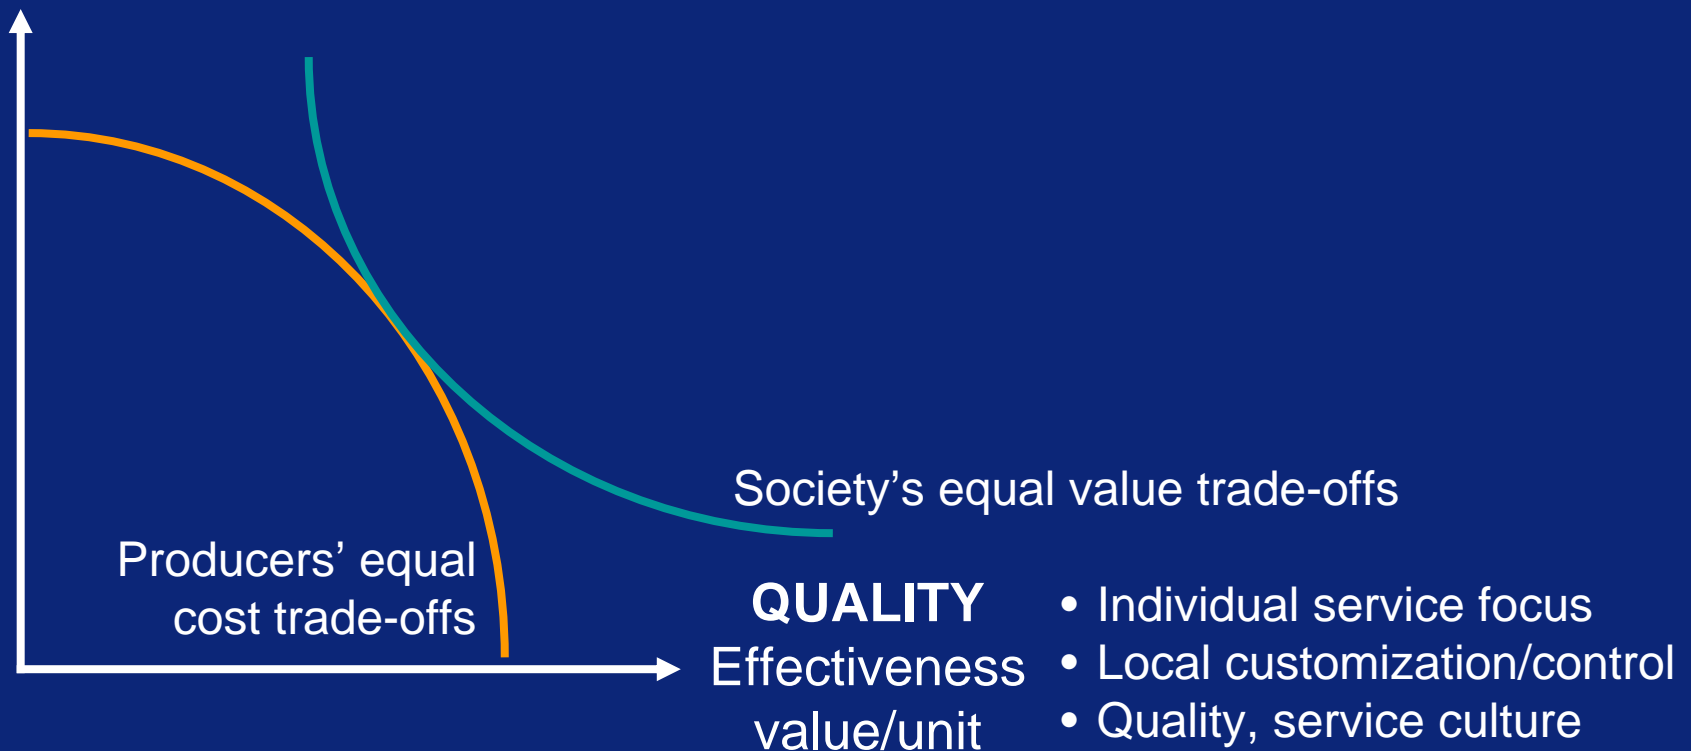 Society’s equal value trade-offs
Producers’ equal
cost trade-offs
QUALITY
Effectiveness
value/unit
• Individual service focus
• Local customization/control
• Quality, service culture